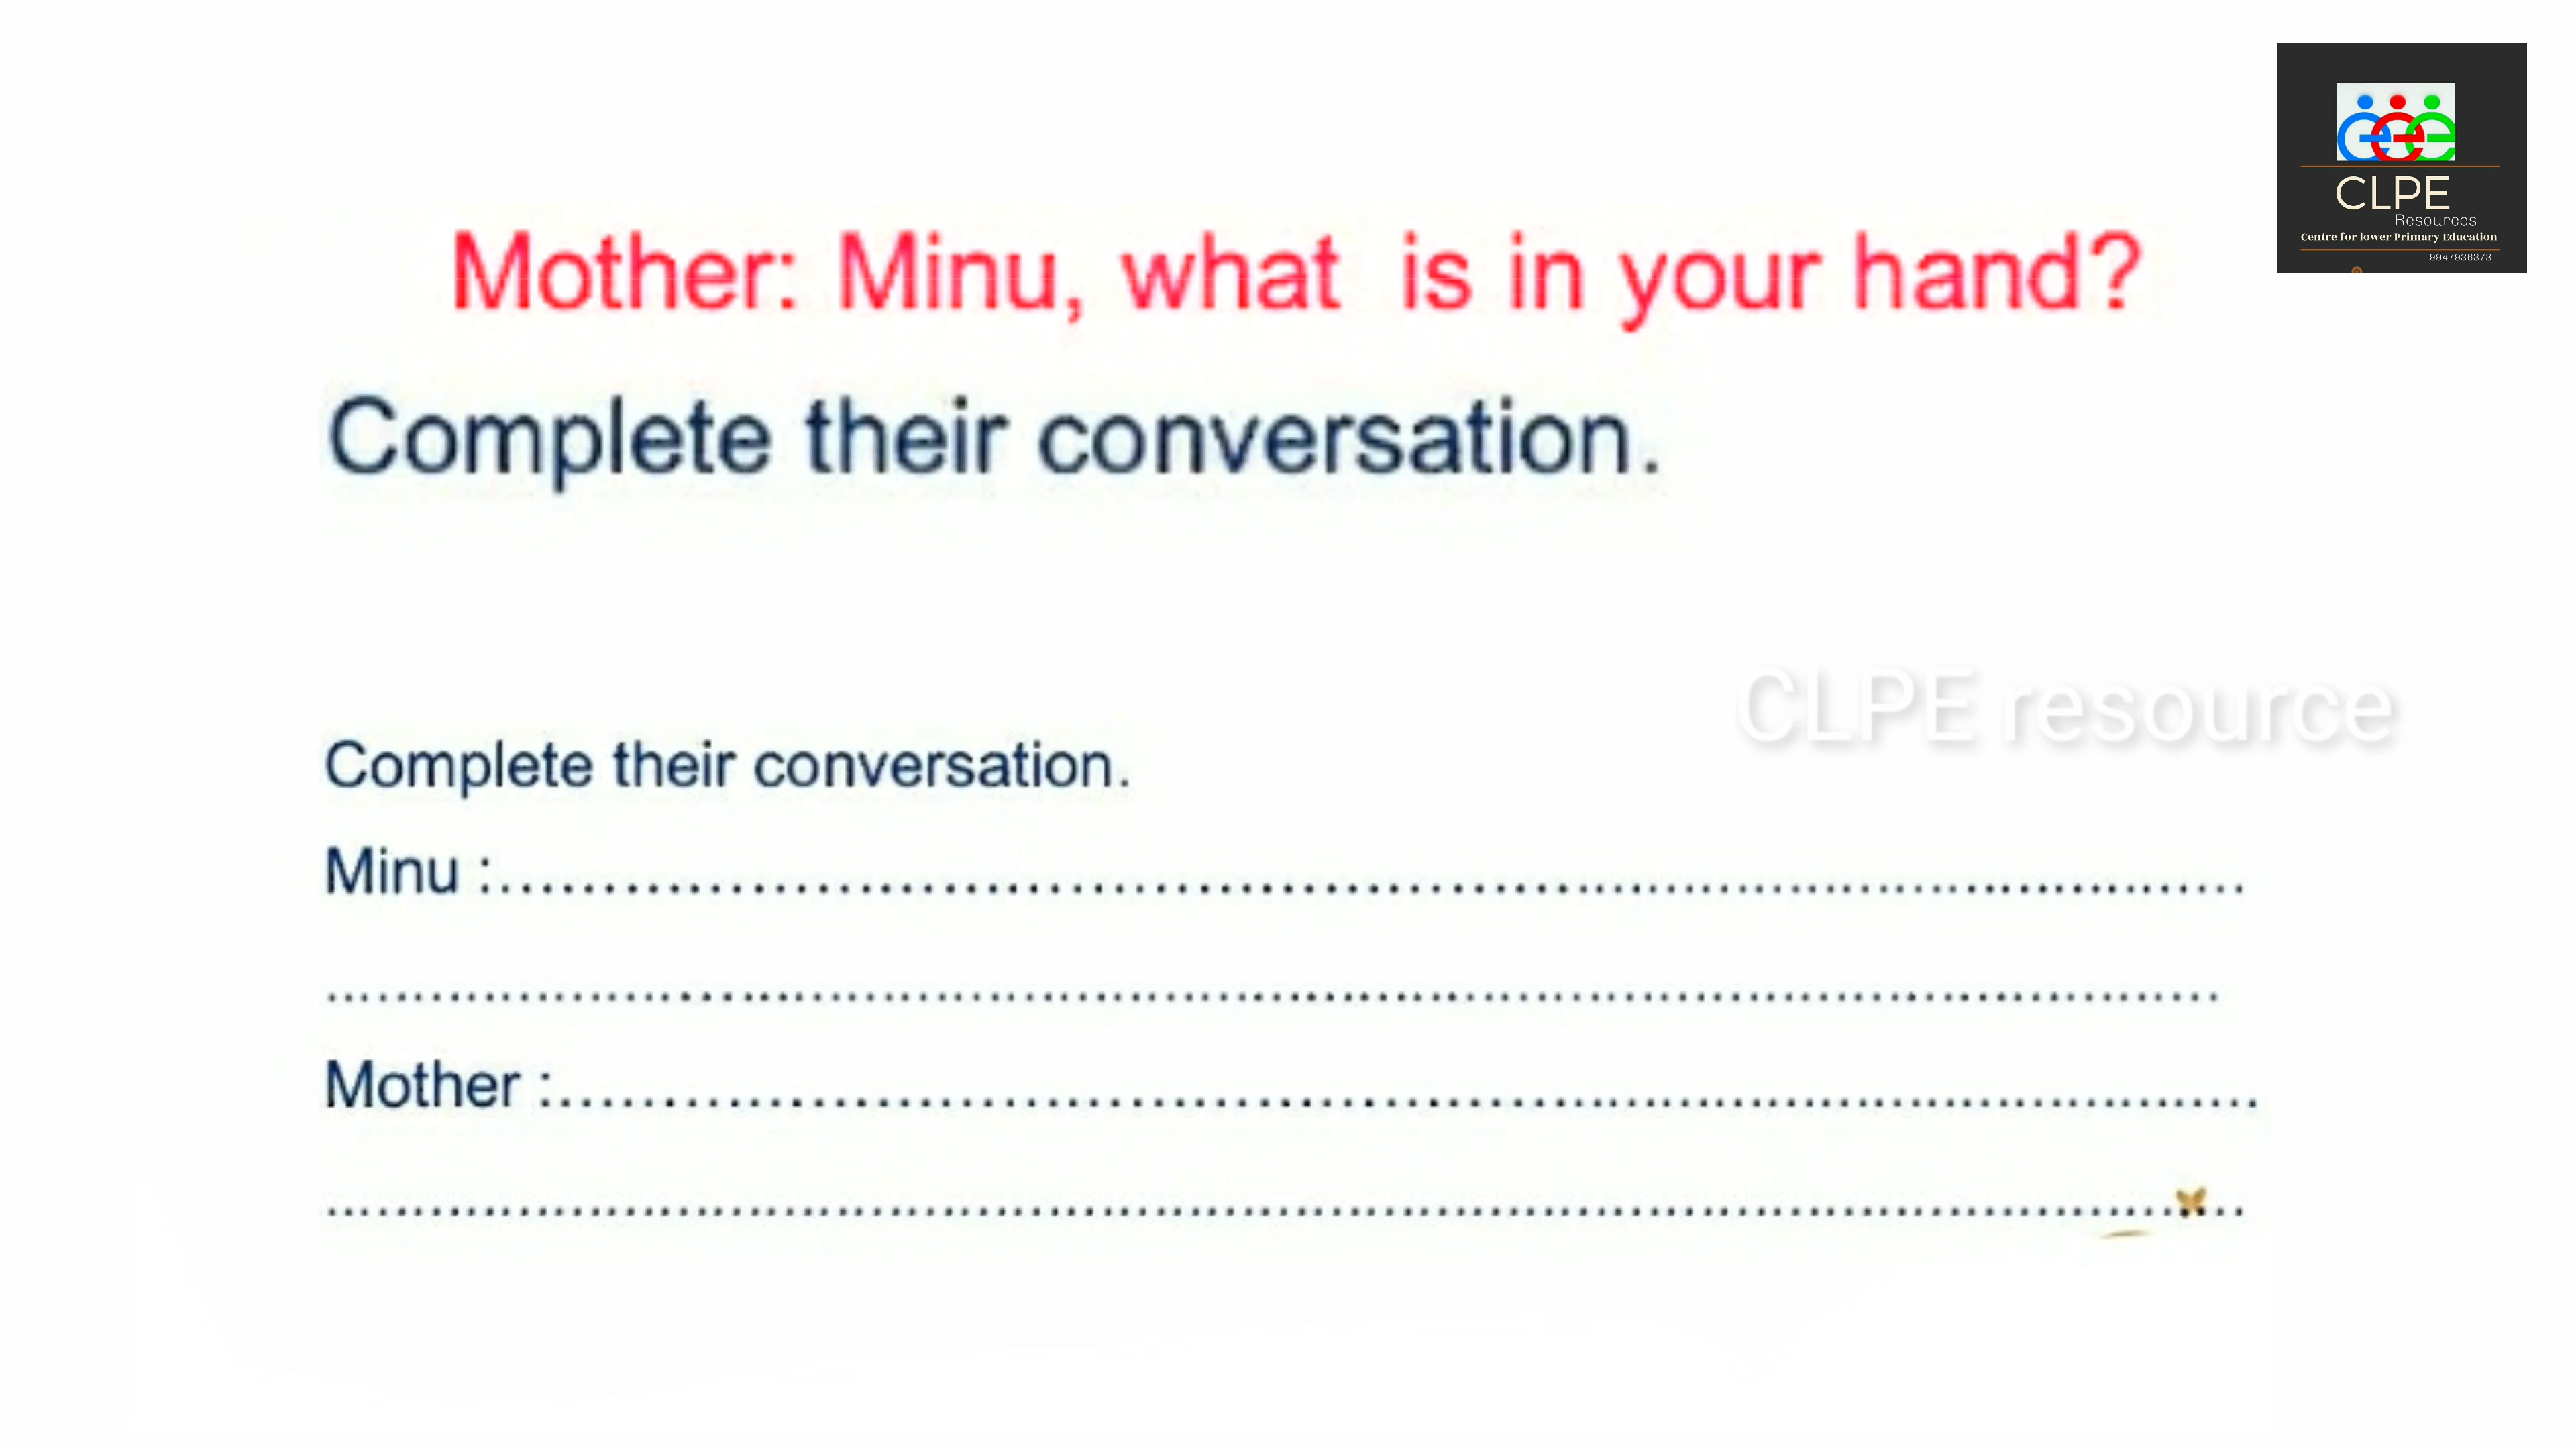 CLPE
Resources
Centre for lower Primary Education
9947936373
Mother: Minu, what is in your hand?
Complete their conversation.
CLPE resource
Complete their conversation.
Minu :..........................................................................................
..........................................................................................
Mother :..........................................................................................
..........................................................................................